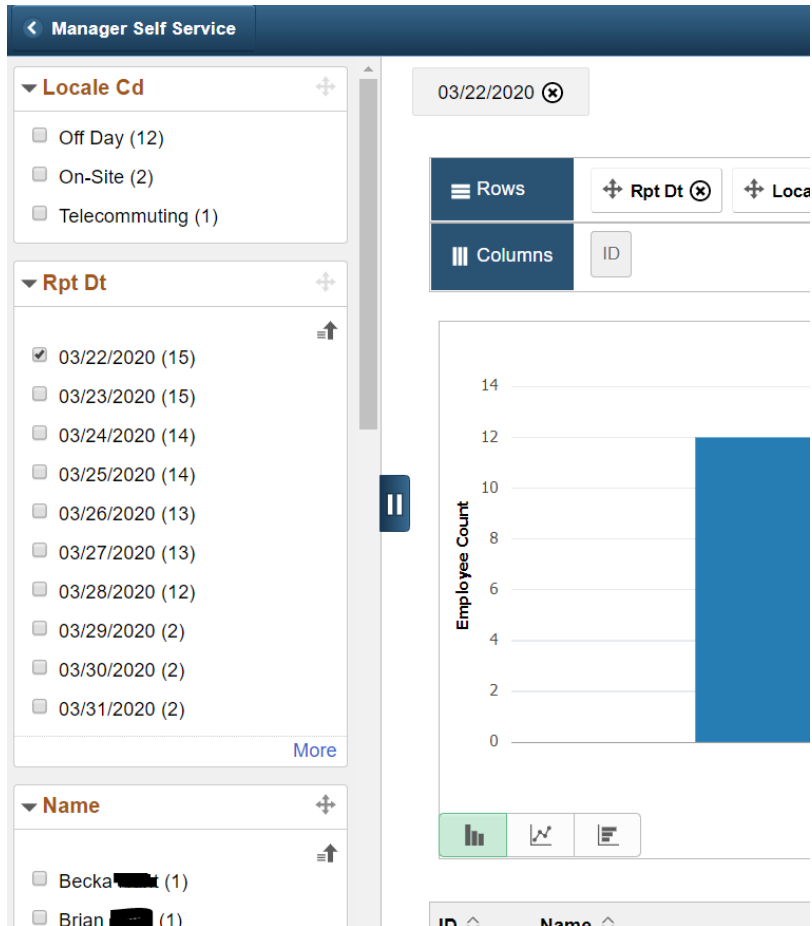 Manager Self Service
Locale Cd
Off Day (12)
On-Site (2)
Telecommuting (1)
Rpt Dt
03/22/2020 (15)
03/23/2020 (15)
03/24/2020 (14)
03/25/2020 (14)
03/26/2020 (13)
03/27/2020 (13)
03/28/2020 (12)
03/29/2020 (2)
03/30/2020 (2)
03/31/2020 (2)
More
Name
Becka (1)
Brian (1)
03/22/2020
Rows
Rpt Dt
Loca
Columns
ID
Employee Count
14
12
10
8
6
4
2
0
ID Name